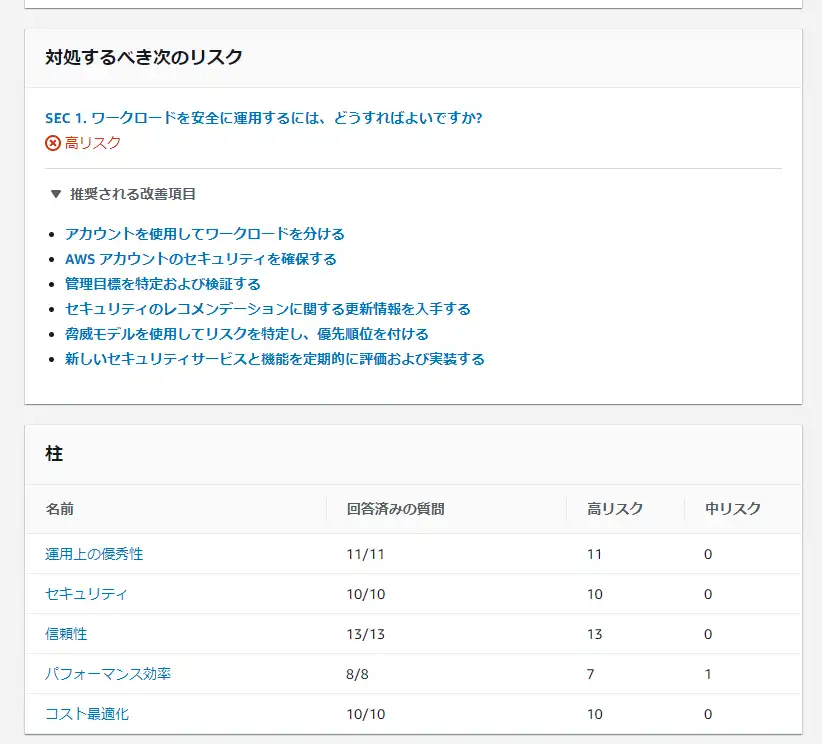 対処するべき次のリスク
SEC 1. ワークロードを安全に運用するには、どうすればよいですか?
高リスク
▼ 推奨される改善項目
• アカウントを使用してワークロードを分ける
• AWS アカウントのセキュリティを確保する
• 管理目標を特定および検証する
• セキュリティのレコメンデーションに関する更新情報を入手する
• 脅威モデルを使用してリスクを特定し、優先順位を付ける
• 新しいセキュリティサービスと機能を定期的に評価および実装する
柱
名前 回答済みの質問 高リスク 中リスク
運用上の優秀性 11/11 11 0
セキュリティ 10/10 10 0
信頼性 13/13 13 0
パフォーマンス効率 8/8 7 1
コスト最適化 10/10 10 0